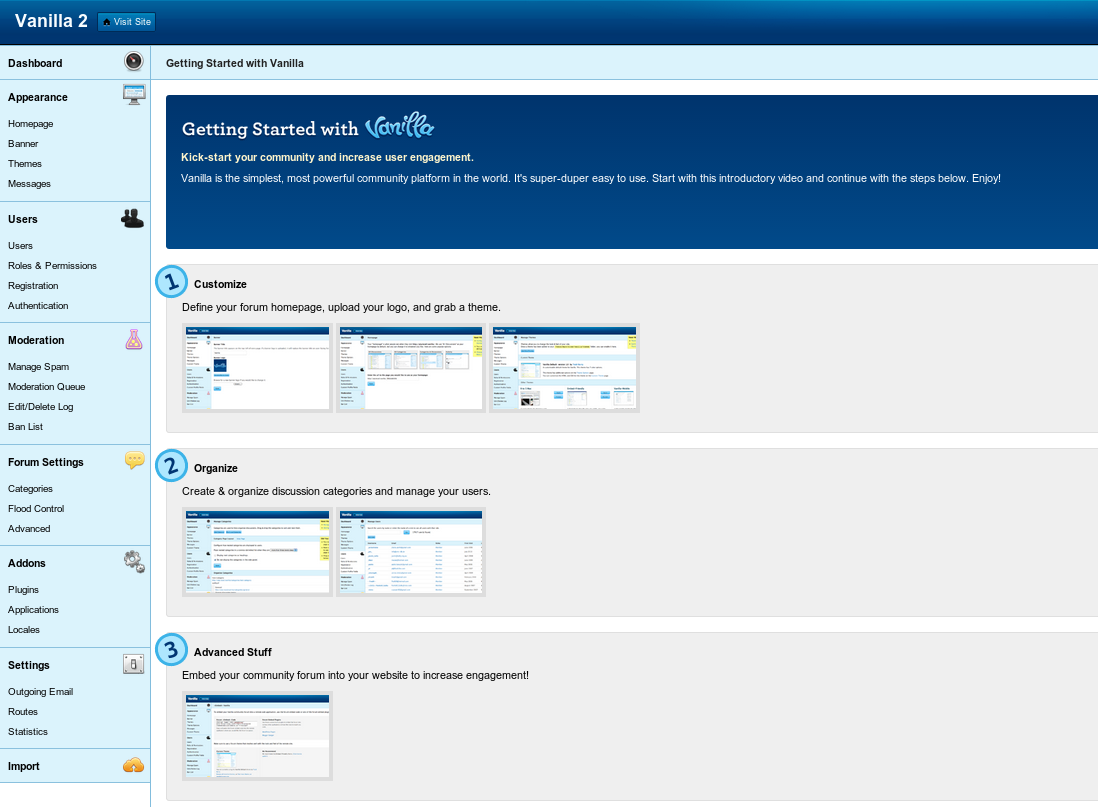 Vanilla 2
Visit Site
Dashboard
Appearance
Homepage
Banner
Themes
Messages
Users
Users
Roles & Permissions
Registration
Authentication
Moderation
Manage Spam
Moderation Queue
Edit/Delete Log
Ban List
Forum Settings
Categories
Flood Control
Advanced
Addons
Plugins
Applications
Locales
Settings
Outgoing Email
Routes
Statistics
Import
Getting Started with Vanilla
Getting Started with Vanilla
Kick-start your community and increase user engagement.
Vanilla is the simplest, most powerful community platform in the world. It's super-duper easy to use. Start with this introductory video and continue with the steps below. Enjoy!
1 Customize
Define your forum homepage, upload your logo, and grab a theme.
2 Organize
Create & organize discussion categories and manage your users.
3 Advanced Stuff
Embed your community forum into your website to increase engagement!